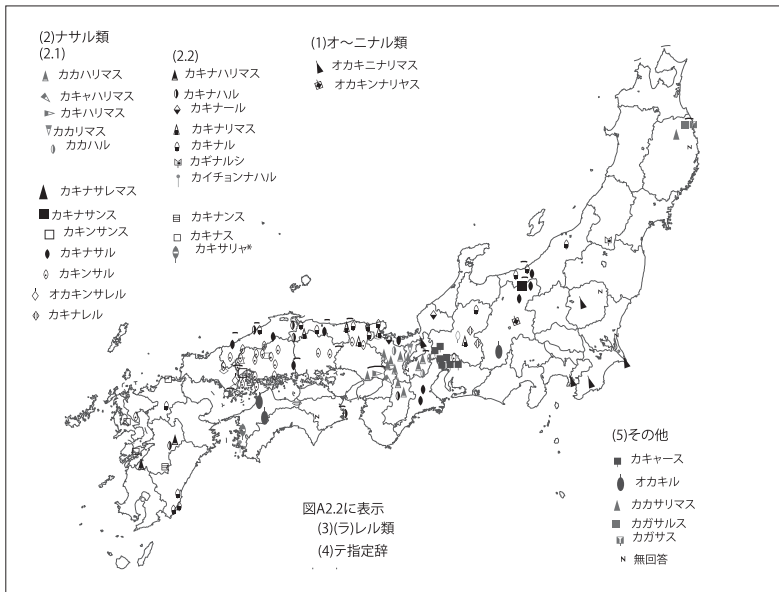 (2)ナサル類
(2.1)
カカハリマス
カキャハリマス
カキハリマス
カカリマス
カカハル
カキナサレマス
カキナサンス
カキンサンス
カキナサル
カキンサル
オカキンサレル
カキナレル
(2.2)
カキナハリマス
カキナハル
カキナール
カキナリマス
カキナル
カギナルシ
カイチョンナハル
カキナンス
カキナス
カキサリャ*
(1)オ～ニナル類
オカキニナリマス
オカキンナリヤス
図A2.2に表示
(3)(ラ)レル類
(4)テ指定辞
(5)その他
カキャース
オカキル
カカサリマス
カガサルス
カガサス
N 無回答
N
N
N